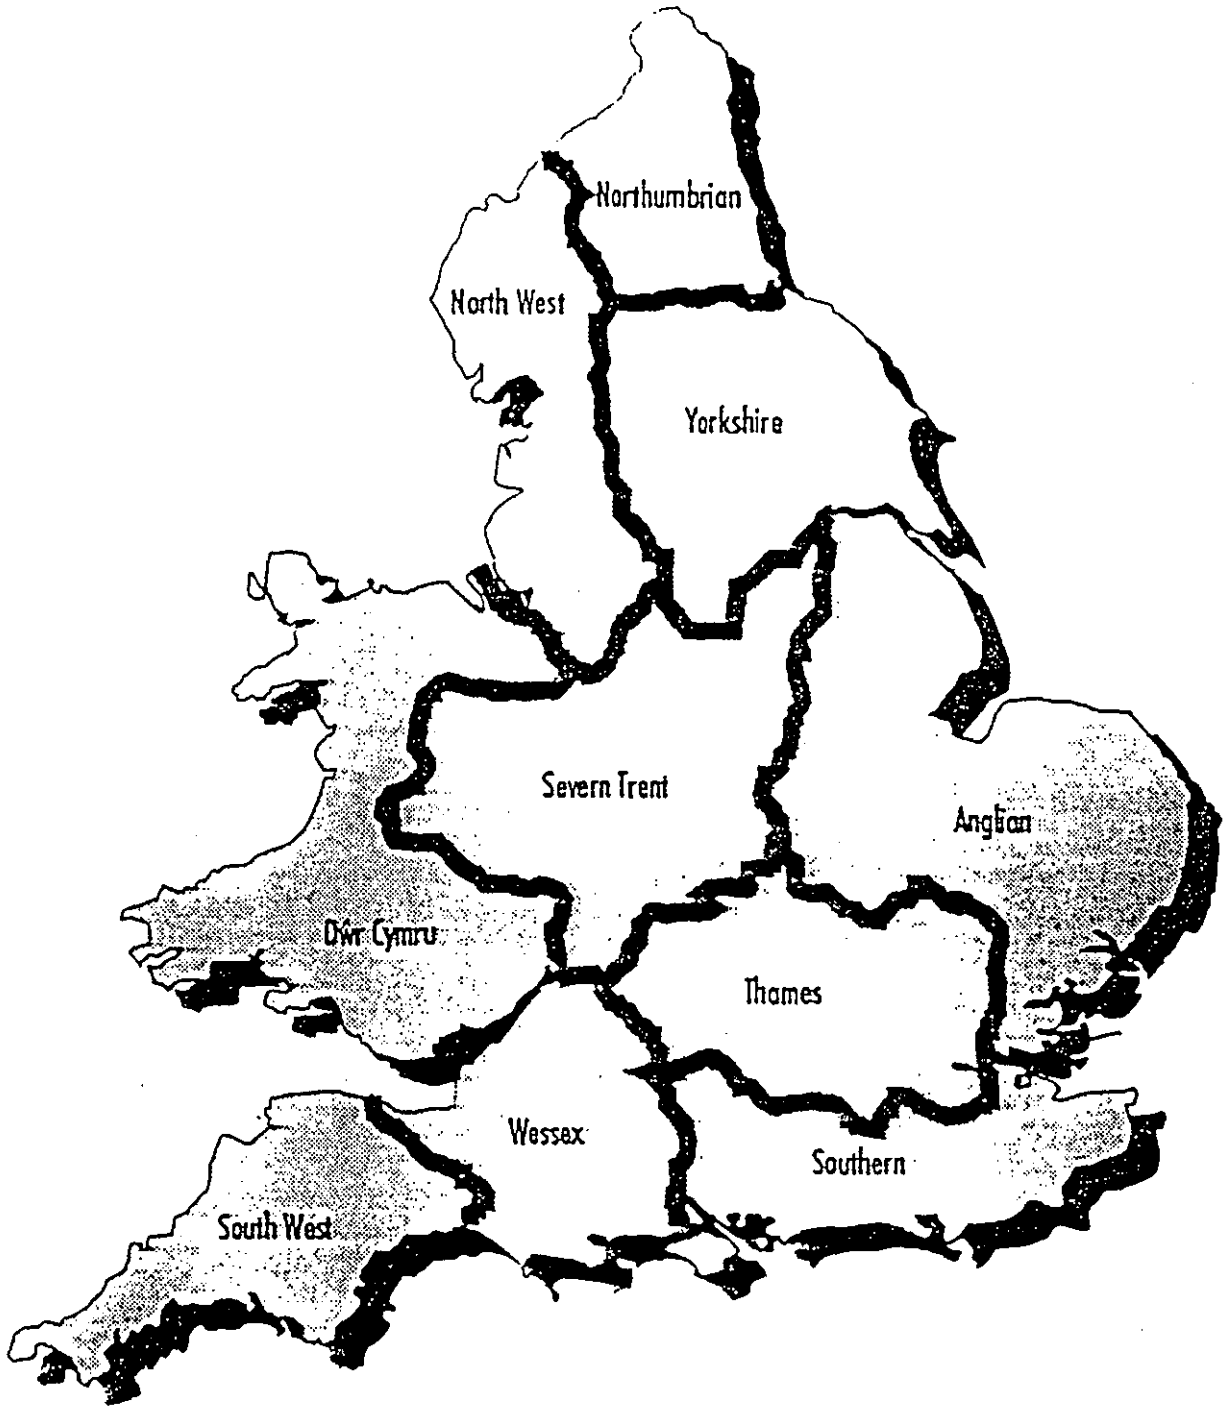 Northumbrian
North West
Yorkshire
Severn Trent
Anglian
Dŵr Cymru
Thames
Wessex
Southern
South West